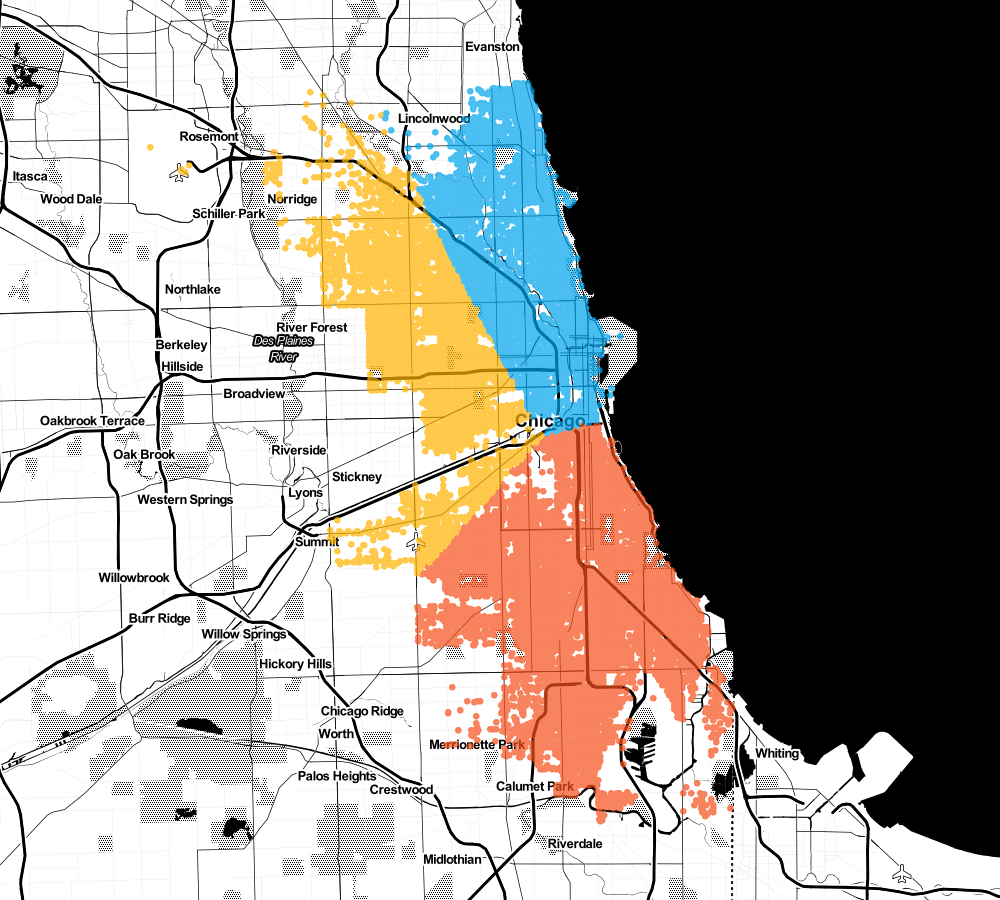 Evanston
Lincolnwood
Rosemont
Itasca
Wood Dale
Norridge
Schiller Park
Northlake
River Forest
Des Plaines
River
Berkeley
Hillside
Broadview
Oakbrook Terrace
Chicago
Oak Brook
Riverside
Stickney
Lyons
Western Springs
Summit
Willowbrook
Burr Ridge
Willow Springs
Hickory Hills
Chicago Ridge
Worth
Merrionette Park
Whiting
Palos Heights
Crestwood
Calumet Park
Riverdale
Midlothian